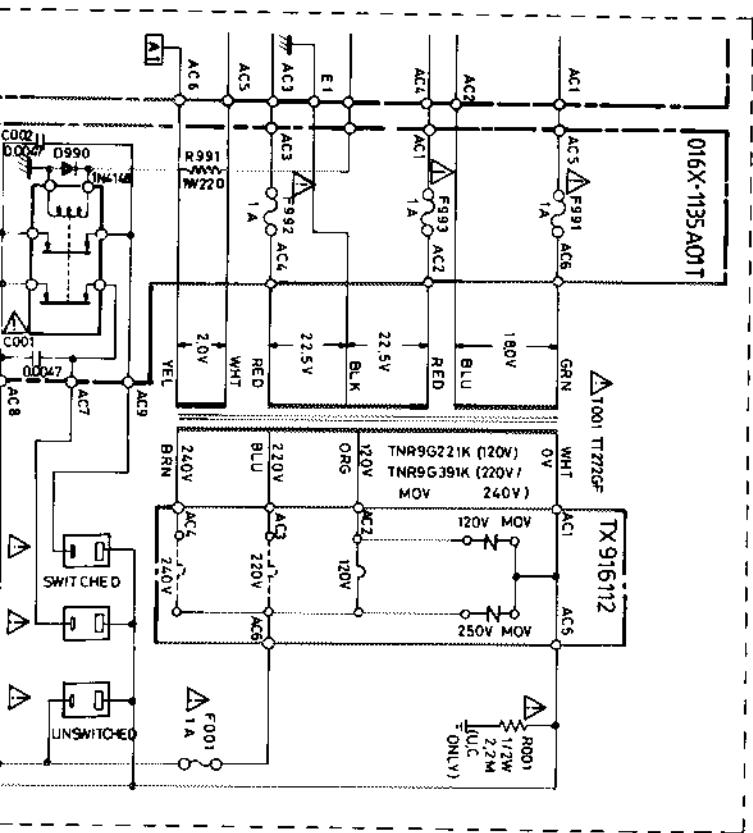 A1
AC6
AC5
AC3
E1
AC4
AC2
AC1
C002
0.0047
D990
1N4148
R991
1W220
AC3
F992
1A
AC4
AC1
F993
1A
AC2
AC5
F991
1A
AC6
016X-1135A01T
C001
0.0047
AC8
AC7
AC9
2.0V
YEL
WHT
22.5V
RED
BLK
22.5V
RED
BLU
18.0V
GRN
T001 TT272GF
240V
BRN
220V
BLU
120V
ORG
TNR9G221K (120V)
TNR9G391K (220V/
MOV 240V)
WHT
0V
AC4
AC3
AC2
120V MOV
AC1
TX916112
240V
220V
120V
AC6
250V MOV
AC5
SWITCHED
UNSWITCHED
F001
1A
R001
1/2W
2.2M
(U.C
ONLY)